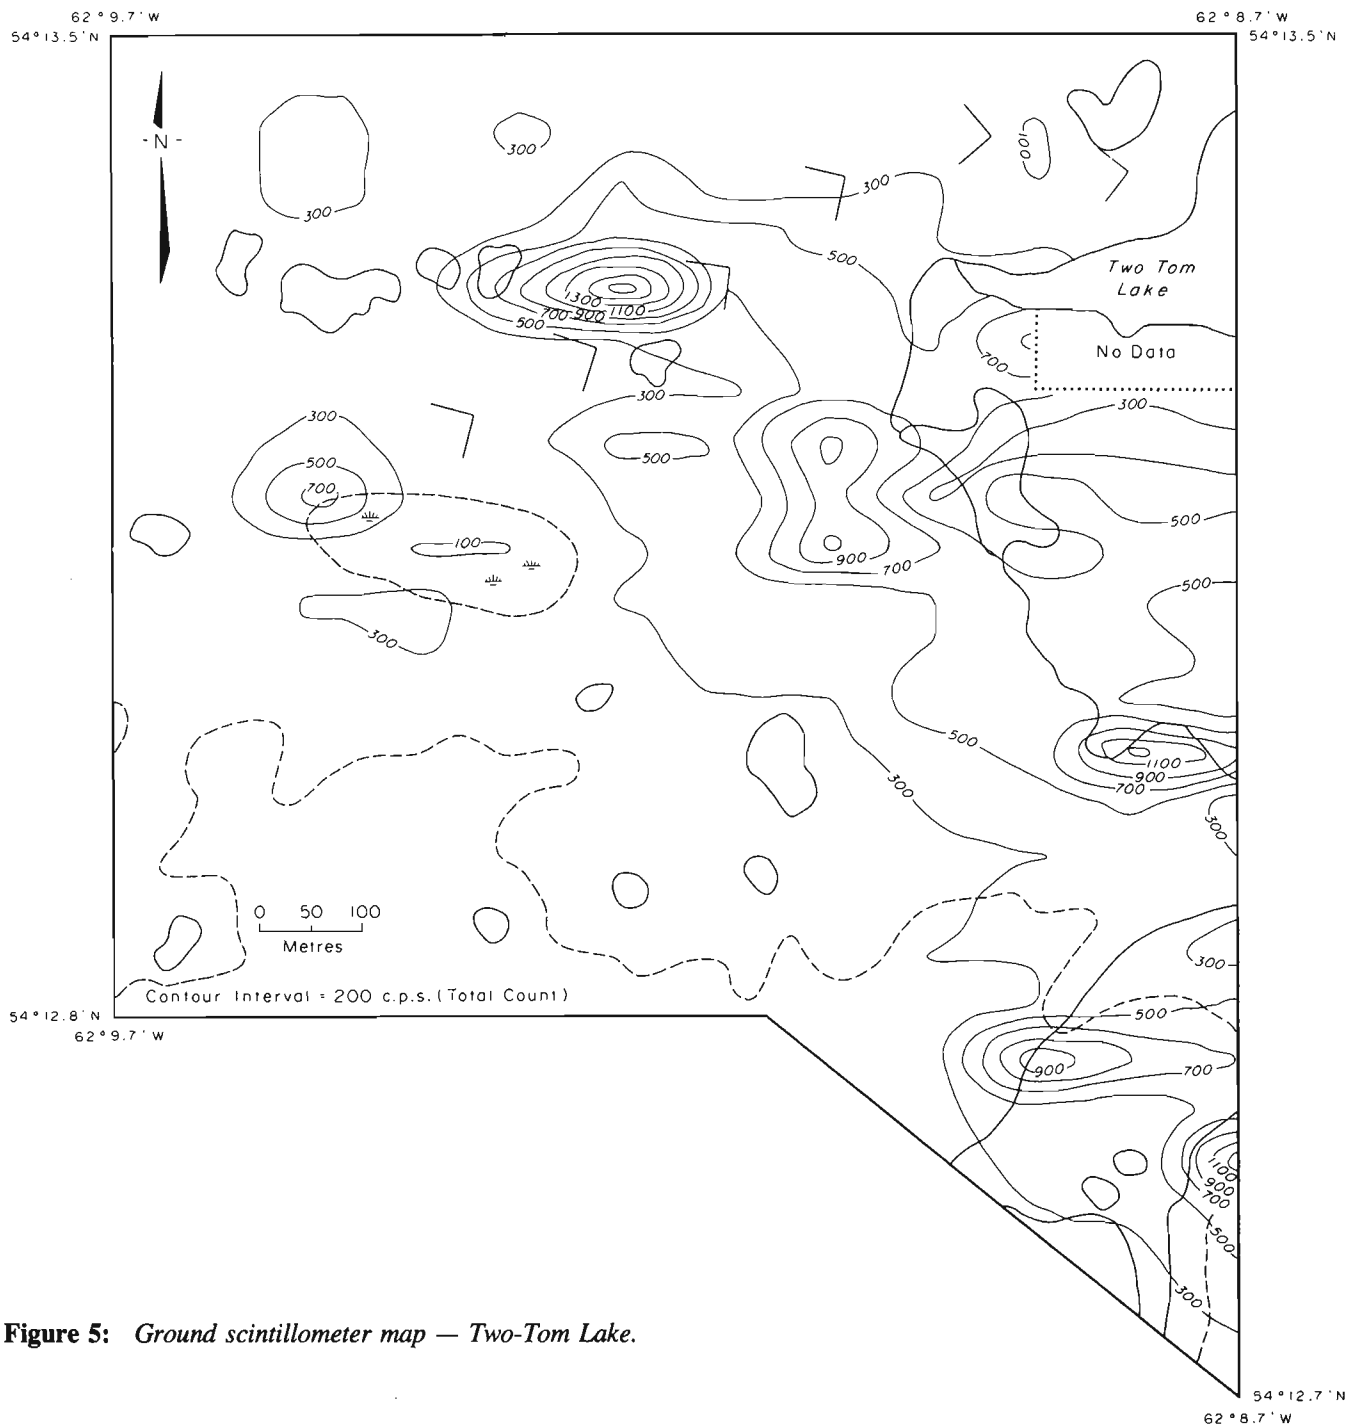 62°9.7'W
62°8.7'W
54°13.5'N
54°13.5'N
-N-
100
300
300
300
500
Two Tom
Lake
1300
700 900 1100
500
No Data
700
300
300
300
500
500
700
500
100
900
700
500
300
500
1100
900
700
300
300
0 50 100
Metres
300
Contour Interval = 200 c.p.s. (Total Count)
54°12.8'N
62°9.7'W
500
900
700
1100
900
700
500
300
Figure 5: Ground scintillometer map — Two-Tom Lake.
54°12.7'N
62°8.7'W